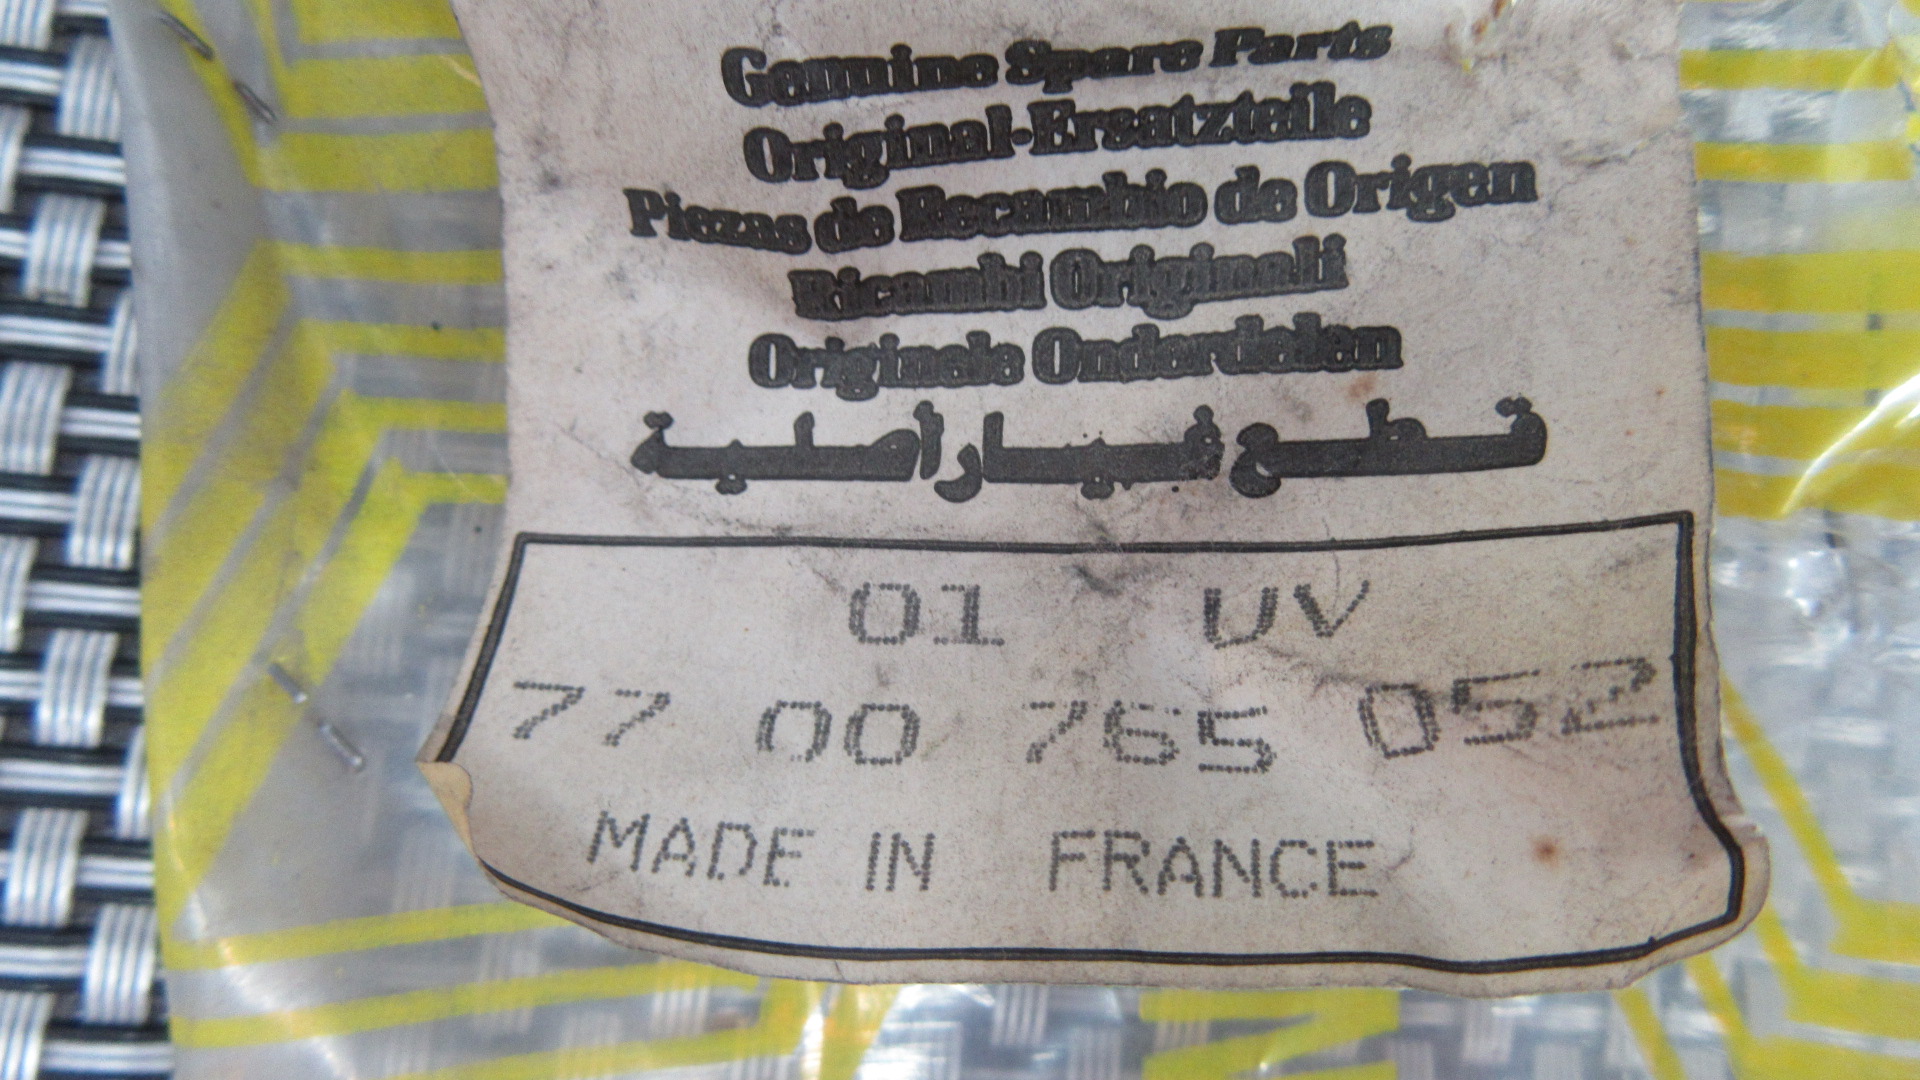 Genuine Spare Parts
Original-Ersatzteile
Piezas de Recambio de Origen
Ricambi Originali
Originele Onderdelen
قطع غيار أصلية
01 UV
77 00 765 052
MADE IN FRANCE